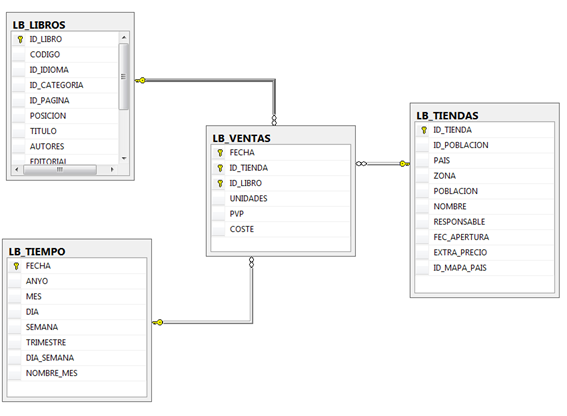 LB_LIBROS
ID_LIBRO
CODIGO
ID_IDIOMA
ID_CATEGORIA
ID_PAGINA
POSICION
TITULO
AUTORES
EDITORIAL
LB_VENTAS
FECHA
ID_TIENDA
ID_LIBRO
UNIDADES
PVP
COSTE
LB_TIENDAS
ID_TIENDA
ID_POBLACION
PAIS
ZONA
POBLACION
NOMBRE
RESPONSABLE
FEC_APERTURA
EXTRA_PRECIO
ID_MAPA_PAIS
LB_TIEMPO
FECHA
ANYO
MES
DIA
SEMANA
TRIMESTRE
DIA_SEMANA
NOMBRE_MES